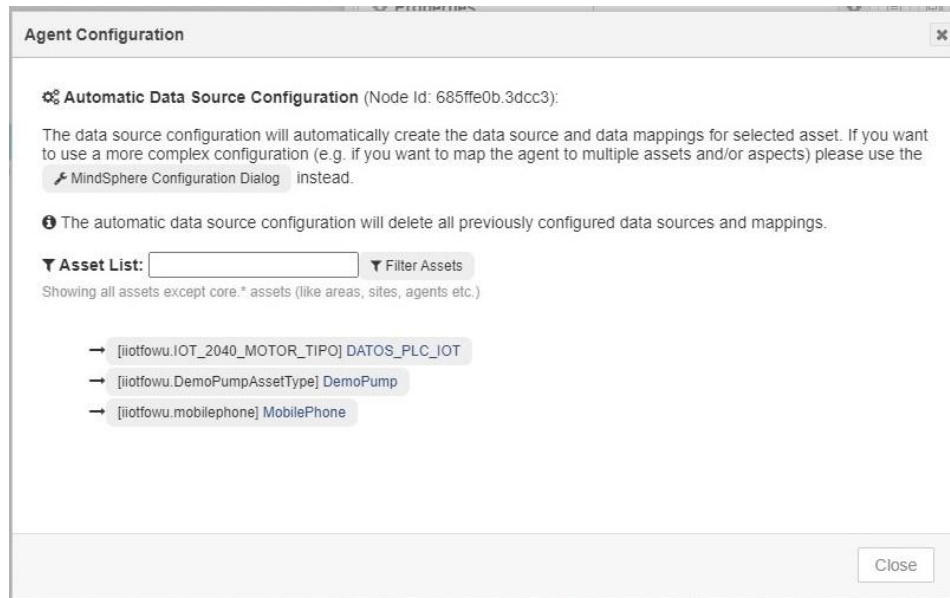 Properties
Agent Configuration
Automatic Data Source Configuration (Node Id: 685ffe0b.3dcc3):
The data source configuration will automatically create the data source and data mappings for selected asset. If you want
to use a more complex configuration (e.g. if you want to map the agent to multiple assets and/or aspects) please use the
MindSphere Configuration Dialog instead.
The automatic data source configuration will delete all previously configured data sources and mappings.
Asset List: Filter Assets
Showing all assets except core.* assets (like areas, sites, agents etc.)
[iiotfowu.IOT_2040_MOTOR_TIPO] DATOS_PLC_IOT
[iiotfowu.DemoPumpAssetType] DemoPump
[iiotfowu.mobilephone] MobilePhone
Close